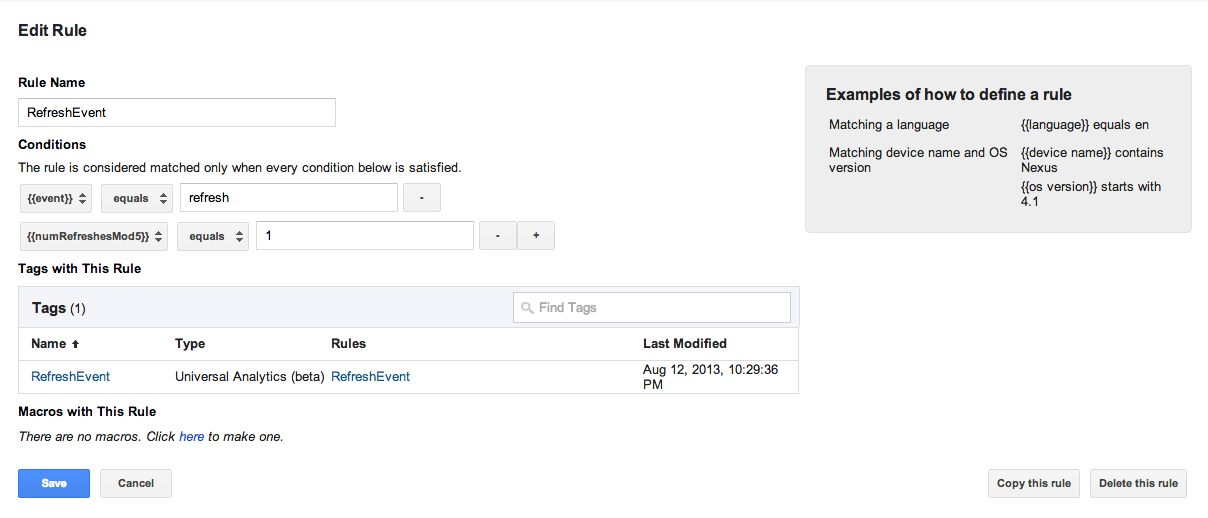 Edit Rule
Rule Name
RefreshEvent
Conditions
The rule is considered matched only when every condition below is satisfied.
{{event}} equals refresh -
{{numRefreshesMod5}} equals 1 - +
Tags with This Rule
Tags (1) Find Tags
Name Type Rules Last Modified
RefreshEvent Universal Analytics (beta) RefreshEvent Aug 12, 2013, 10:29:36
PM
Macros with This Rule
There are no macros. Click here to make one.
Save Cancel Copy this rule Delete this rule
Examples of how to define a rule
Matching a language {{language}} equals en
Matching device name and OS {{device name}} contains
version Nexus
{{os version}} starts with
4.1